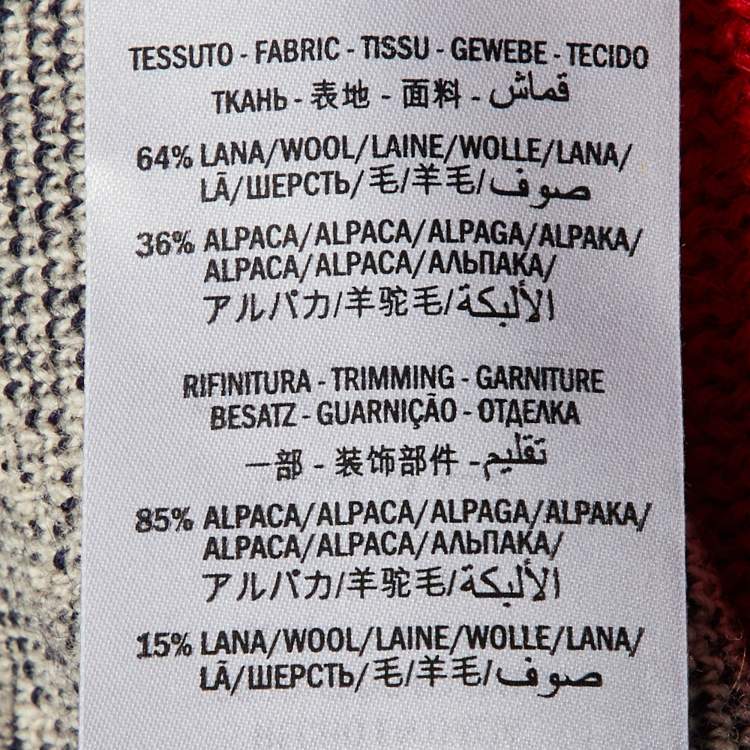 TESSUTO - FABRIC - TISSU - GEWEBE - TECIDO
ТКАНЬ - 表地 - 面料 - قماش
64% LANA/WOOL/LAINE/WOLLE/LANA/
LÃ/ШЕРСТЬ/毛/羊毛/صوف
36% ALPACA/ALPACA/ALPAGA/ALPAKA/
ALPACA/ALPACA/АЛЬПАКА/
アルパカ/羊驼毛/الألبكة
RIFINITURA - TRIMMING - GARNITURE
BESATZ - GUARNIÇÃO - ОТДЕЛКА
一部 - 装饰部件 - تقليم
85% ALPACA/ALPACA/ALPAGA/ALPAKA/
ALPACA/ALPACA/АЛЬПАКА/
アルパカ/羊驼毛/الألبكة
15% LANA/WOOL/LAINE/WOLLE/LANA/
LÃ/ШЕРСТЬ/毛/羊毛/صوف